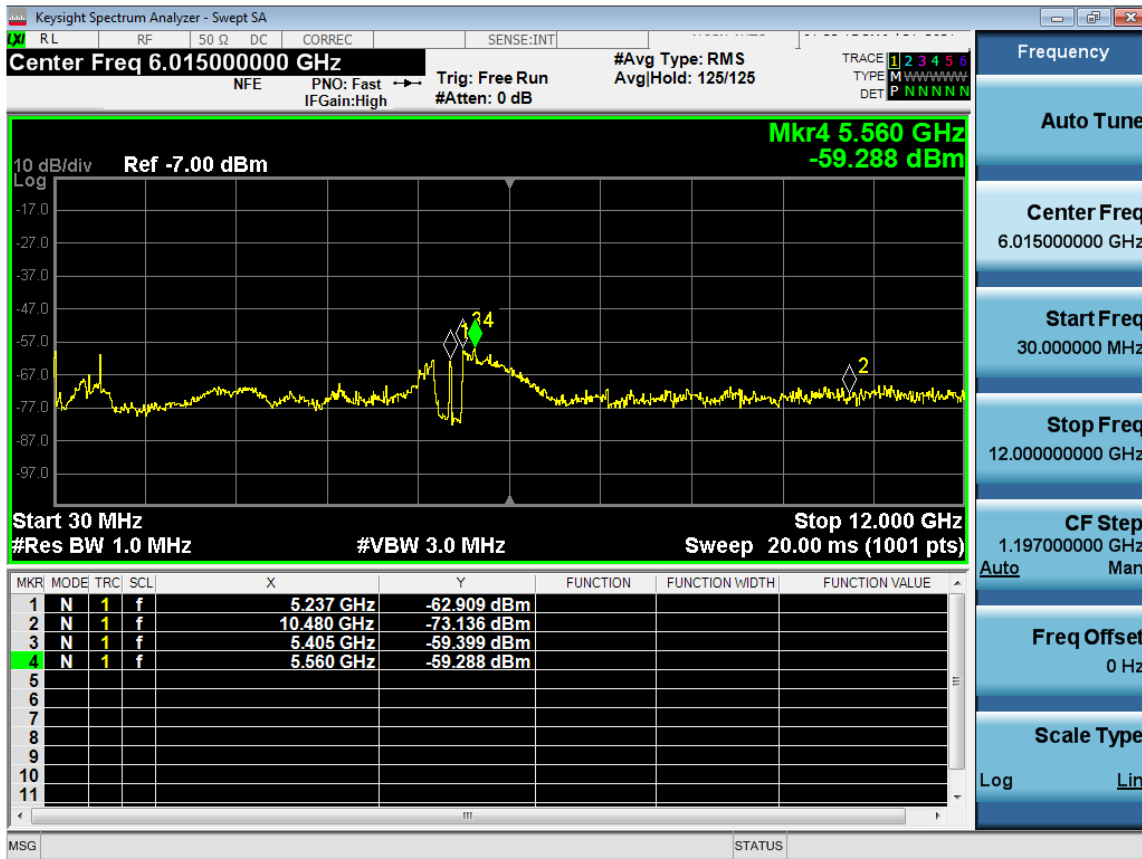 Keysight Spectrum Analyzer - Swept SA
LXI RL RF 50 Ω DC CORREC SENSE:INT
Center Freq 6.015000000 GHz
NFE PNO: Fast
IFGain:High
Trig: Free Run
#Atten: 0 dB
#Avg Type: RMS
Avg|Hold: 125/125
TRACE 1 2 3 4 5 6
TYPE M W W W W W
DET P N N N N N
Mkr4 5.560 GHz
-59.288 dBm
10 dB/div Ref -7.00 dBm
Log
-17.0
-27.0
-37.0
-47.0
-57.0
-67.0
-77.0
-87.0
-97.0
1 3 4
2
Start 30 MHz Stop 12.000 GHz
#Res BW 1.0 MHz #VBW 3.0 MHz Sweep 20.00 ms (1001 pts)
MKR MODE TRC SCL X Y FUNCTION FUNCTION WIDTH FUNCTION VALUE
1 N 1 f 5.237 GHz -62.909 dBm
2 N 1 f 10.480 GHz -73.136 dBm
3 N 1 f 5.405 GHz -59.399 dBm
4 N 1 f 5.560 GHz -59.288 dBm
5
6
7
8
9
10
11
MSG STATUS
Frequency
Auto Tune
Center Freq
6.015000000 GHz
Start Freq
30.000000 MHz
Stop Freq
12.000000000 GHz
CF Step
1.197000000 GHz
Auto Man
Freq Offset
0 Hz
Scale Type
Log Lin